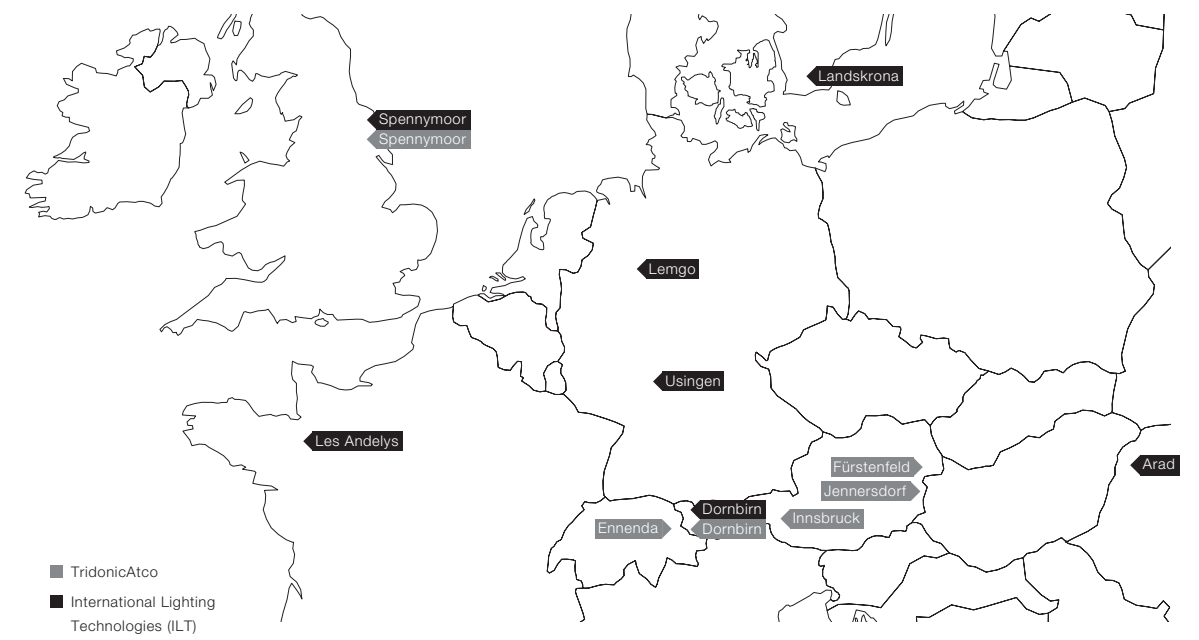 Landskrona
Spennymoor
Spennymoor
Lemgo
Usingen
Les Andelys
Fürstenfeld
Arad
Jennersdorf
Dornbirn
Innsbruck
Ennenda
Dornbirn
TridonicAtco
International Lighting
Technologies (ILT)